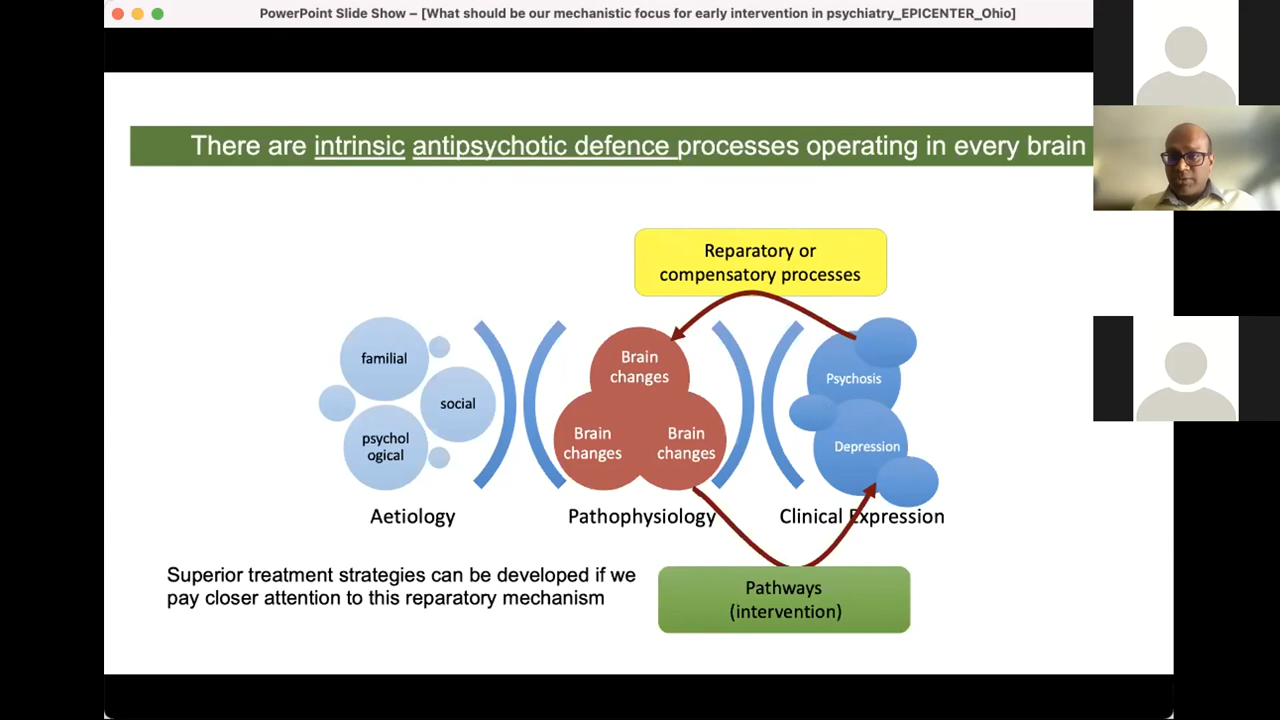 PowerPoint Slide Show – [What should be our mechanistic focus for early intervention in psychiatry_EPICENTER_Ohio]
There are intrinsic antipsychotic defence processes operating in every brain
Reparatory or
compensatory processes
familial
social
psychol
ogical
Brain
changes
Brain
changes
Brain
changes
Psychosis
Depression
Aetiology
Pathophysiology
Clinical Expression
Superior treatment strategies can be developed if we
pay closer attention to this reparatory mechanism
Pathways
(intervention)